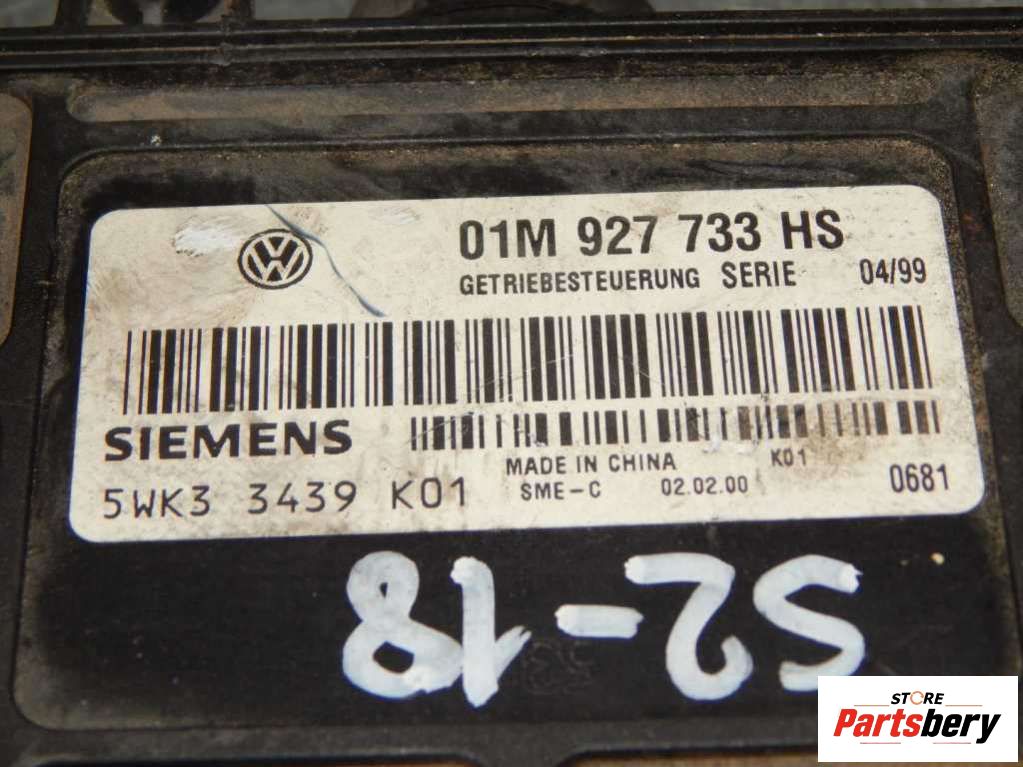 01M 927 733 HS
GETRIEBESTEUERUNG SERIE 04/99
SIEMENS
MADE IN CHINA K01
5WK3 3439 K01 SME-C 02.02.00 0681
S2-18
STORE
Partsbery